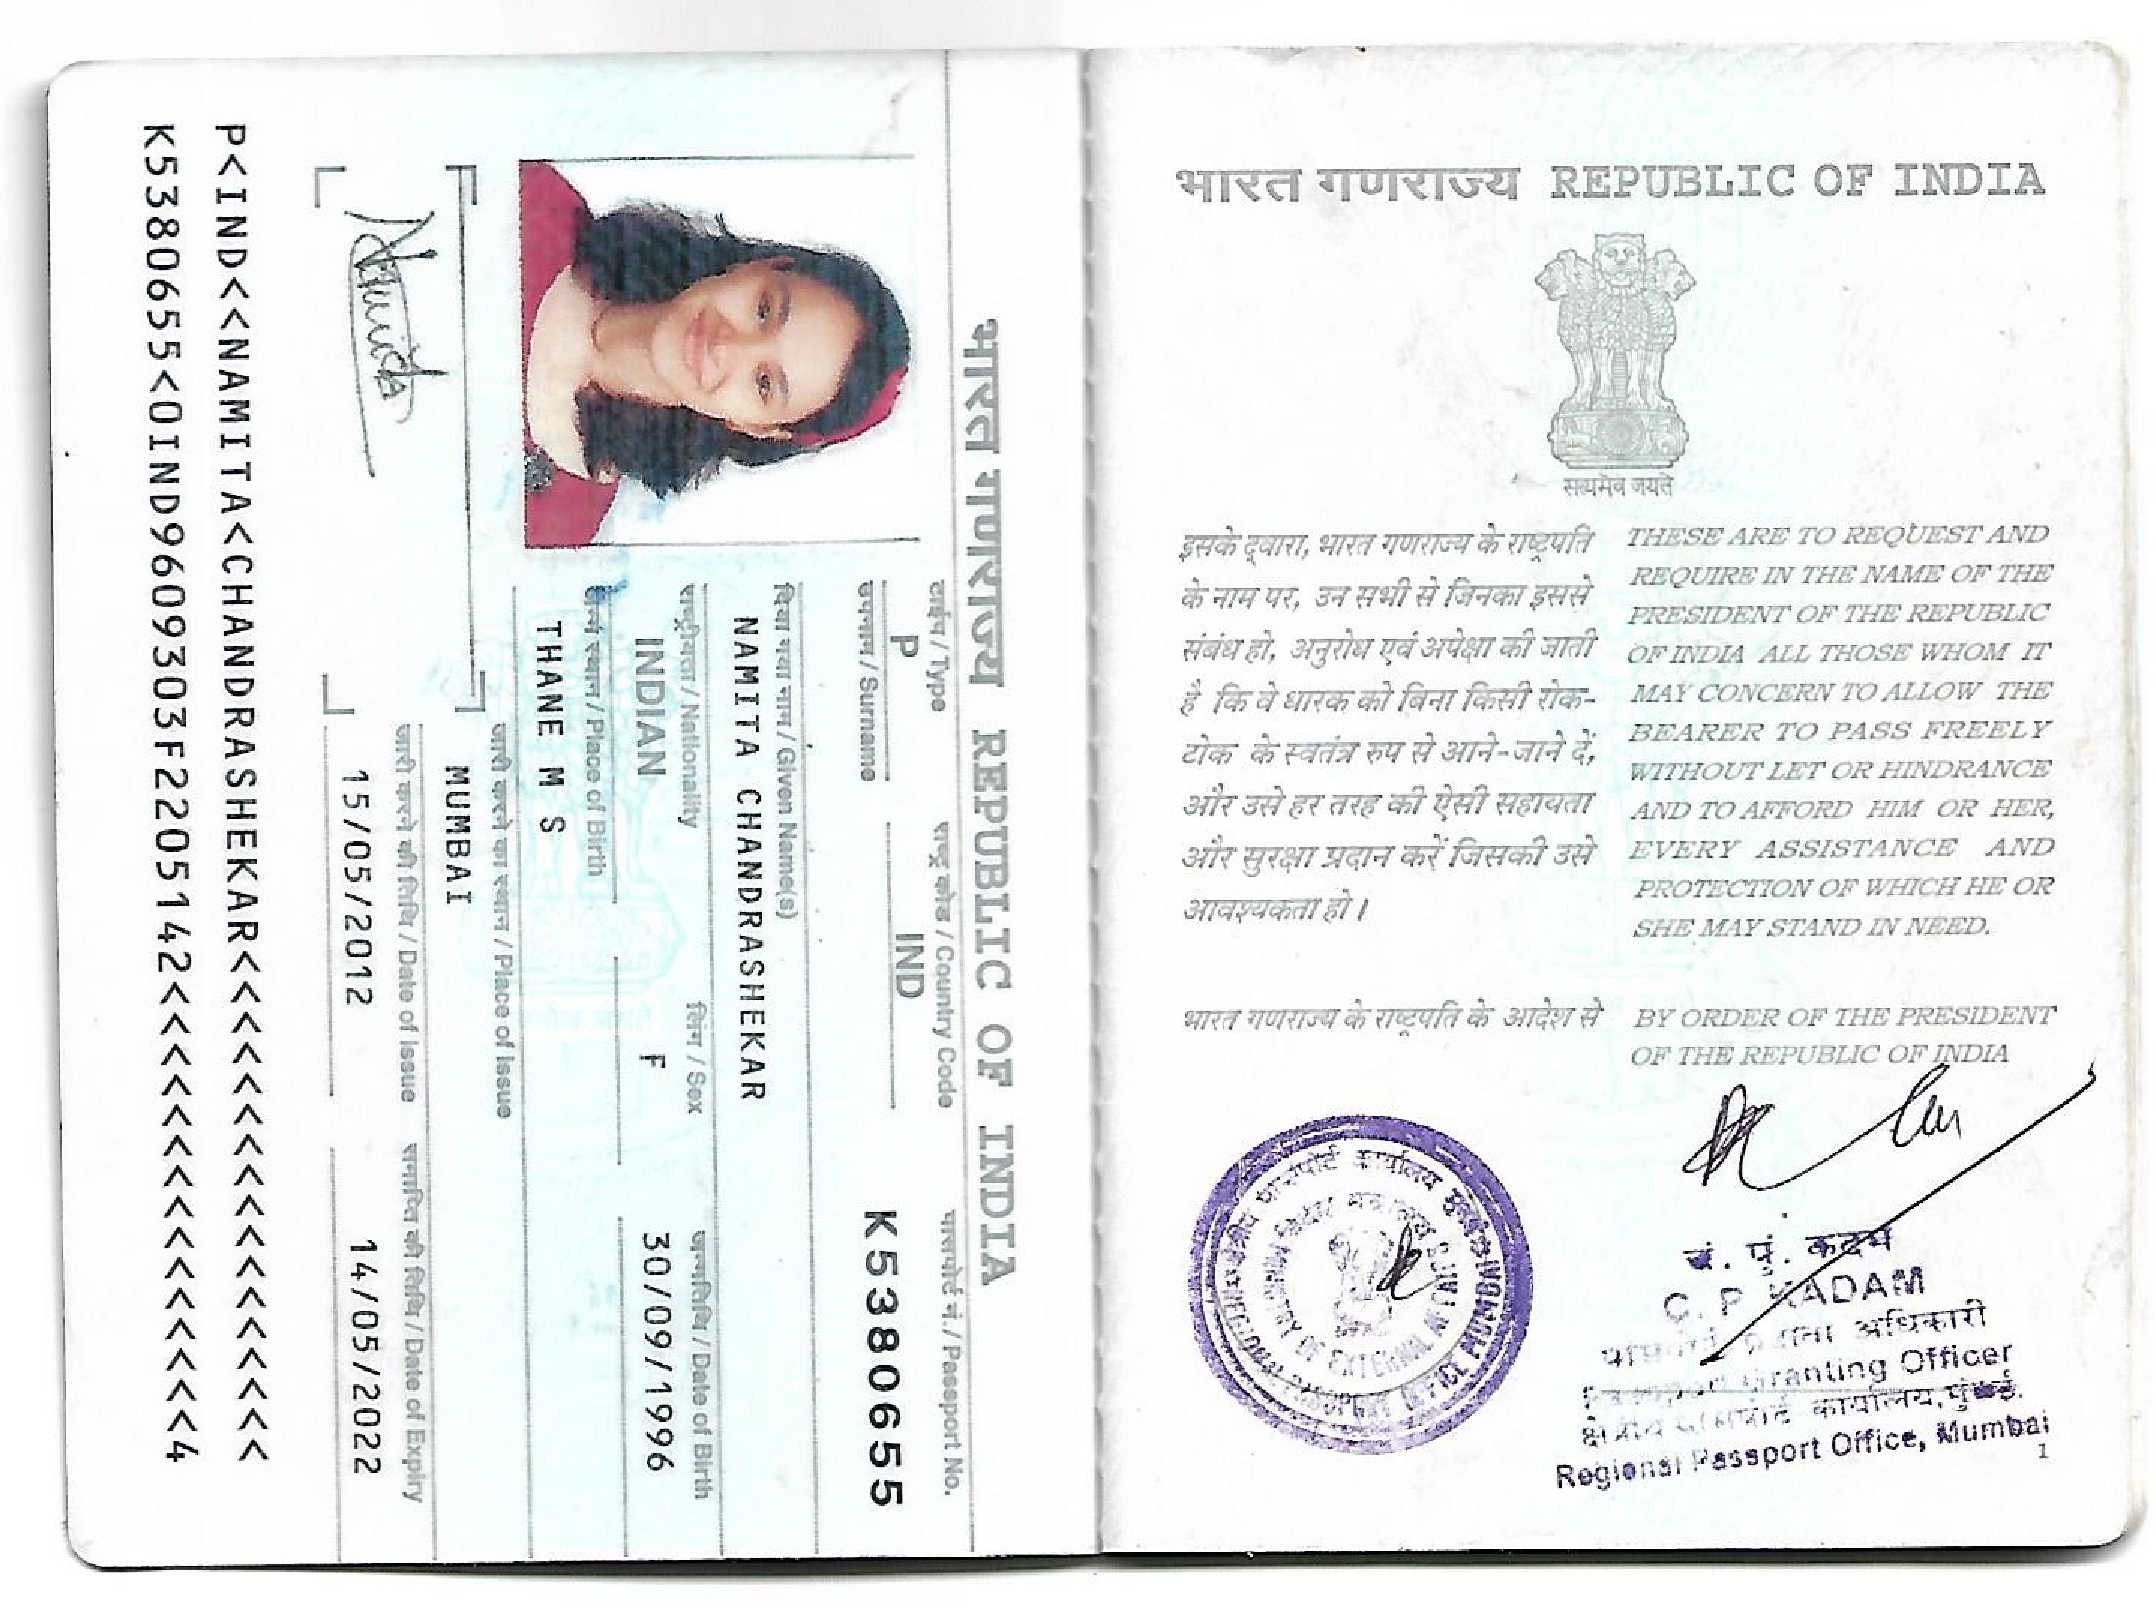 भारत गणराज्य REPUBLIC OF INDIA
टाईप / Type
P
राष्ट्र कोड / Country Code
IND
पासपोर्ट नं. / Passport No.
K5380655
उपनाम / Surname
दिया गया नाम / Given Name(s)
NAMITA CHANDRASHEKAR
राष्ट्रीयता / Nationality
INDIAN
लिंग / Sex
F
जन्मतिथि / Date of Birth
30/09/1996
जन्म स्थान / Place of Birth
THANE M S
जारी करने का स्थान / Place of Issue
MUMBAI
जारी करने की तिथि / Date of Issue
15/05/2012
समाप्ति की तिथि / Date of Expiry
14/05/2022
Namita
P<IND<<NAMITA<CHANDRASHEKAR<<<<<<<<<<<<<<<<<
K5380655<0IND9609303F2205142<<<<<<<<<<<<<<<4
भारत गणराज्य REPUBLIC OF INDIA
सत्यमेव जयते
इसके द्वारा, भारत गणराज्य के राष्ट्रपति
के नाम पर, उन सभी से जिनका इससे
संबंध हो, अनुरोध एवं अपेक्षा की जाती
है कि वे धारक को बिना किसी रोक-
टोक के स्वतंत्र रुप से आने-जाने दें,
और उसे हर तरह की ऐसी सहायता
और सुरक्षा प्रदान करें जिसकी उसे
आवश्यकता हो।
THESE ARE TO REQUEST AND
REQUIRE IN THE NAME OF THE
PRESIDENT OF THE REPUBLIC
OF INDIA ALL THOSE WHOM IT
MAY CONCERN TO ALLOW THE
BEARER TO PASS FREELY
WITHOUT LET OR HINDRANCE
AND TO AFFORD HIM OR HER,
EVERY ASSISTANCE AND
PROTECTION OF WHICH HE OR
SHE MAY STAND IN NEED.
भारत गणराज्य के राष्ट्रपति के आदेश से
BY ORDER OF THE PRESIDENT
OF THE REPUBLIC OF INDIA
पासपोर्ट कार्यालय
REGIONAL PASSPORT OFFICE MUMBAI
MINISTRY OF EXTERNAL AFFAIRS
चं. पुं. कदम
C. P. KADAM
अधिकारी
Passport Granting Officer
कार्यालय, मुंबई.
Regional Passport Office, Mumbai
1